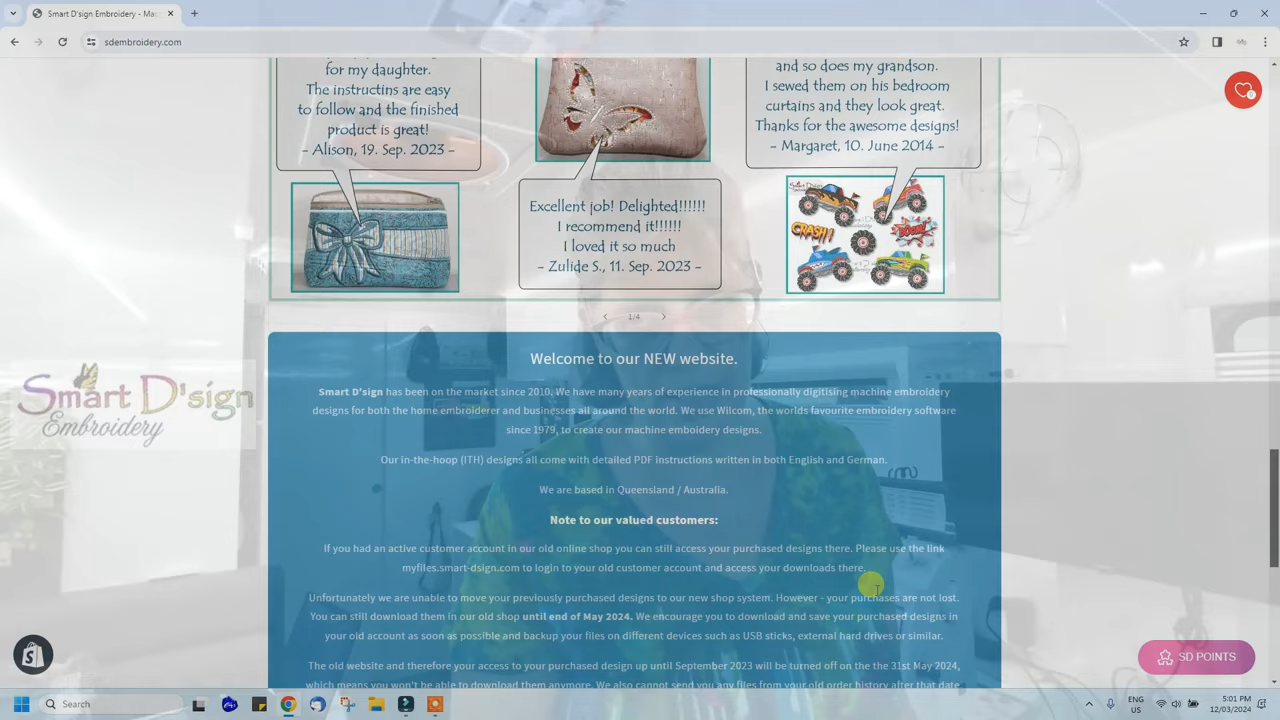 Smart D'sign Embroidery - Ma
sdembroidery.com
for my daughter.
The instructins are easy
to follow and the finished
product is great!
- Alison, 19. Sep. 2023 -
Excellent job! Delighted!!!!!!
I recommend it!!!!!!
I loved it so much
- Zulide S., 11. Sep. 2023 -
and so does my grandson.
I sewed them on his bedroom
curtains and they look great.
Thanks for the awesome designs!
- Margaret, 10. June 2014 -
CRASH!
BOOM!
0
1/4
Smart D'sign
Embroidery
Welcome to our NEW website.
Smart D'sign has been on the market since 2010. We have many years of experience in professionally digitising machine embroidery
designs for both the home embroiderer and businesses all around the world. We use Wilcom, the worlds favourite embroidery software
since 1979, to create our machine emboidery designs.
Our in-the-hoop (ITH) designs all come with detailed PDF instructions written in both English and German.
We are based in Queensland / Australia.
Note to our valued customers:
If you had an active customer account in our old online shop you can still access your purchased designs there. Please use the link
myfiles.smart-dsign.com to login to your old customer account and access your downloads there.
Unfortunately we are unable to move your previously purchased designs to our new shop system. However - your purchases are not lost.
You can still download them in our old shop until end of May 2024. We encourage you to download and save your purchased designs in
your old account as soon as possible and backup your files on different devices such as USB sticks, external hard drives or similar.
The old website and therefore your access to your purchased design up until September 2023 will be turned off on the the 31st May 2024,
which means you won't be able to download them anymore. We also cannot send you any files from your old order history after that date
SD POINTS
Search
ENG
US
5:01 PM
12/03/2024